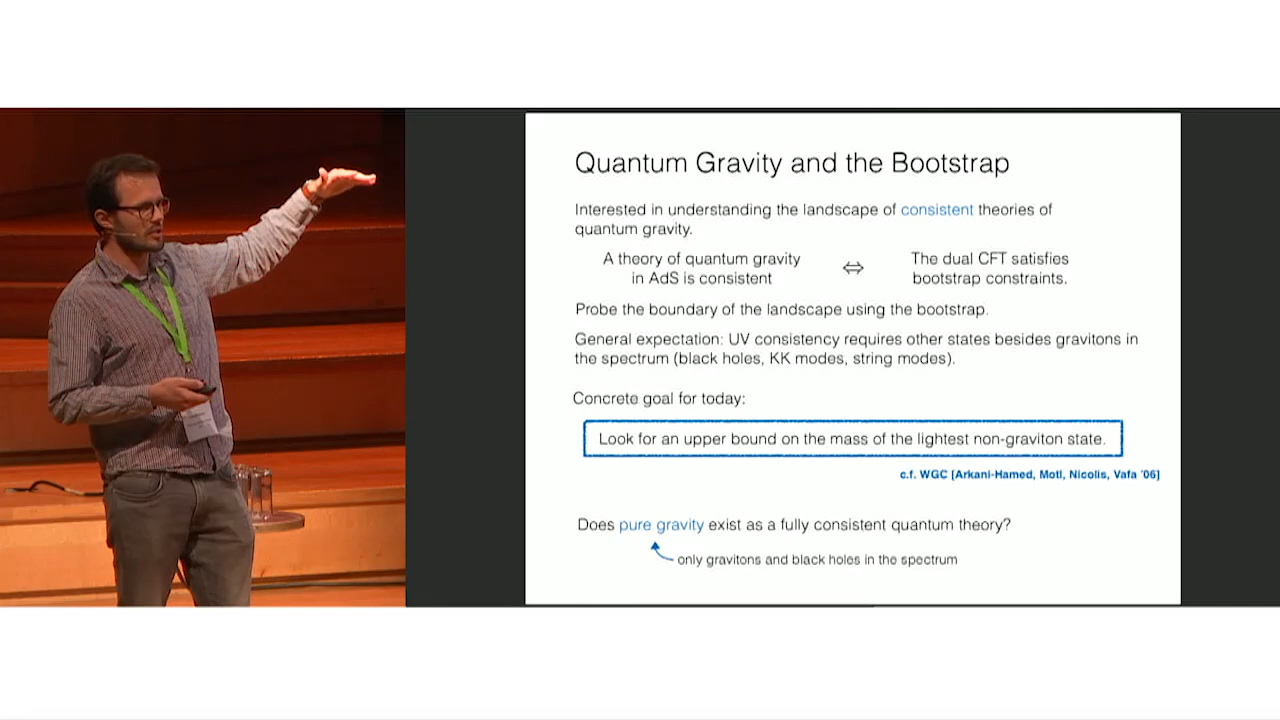 Quantum Gravity and the Bootstrap
Interested in understanding the landscape of consistent theories of
quantum gravity.
A theory of quantum gravity
in AdS is consistent
⇔
The dual CFT satisfies
bootstrap constraints.
Probe the boundary of the landscape using the bootstrap.
General expectation: UV consistency requires other states besides gravitons in
the spectrum (black holes, KK modes, string modes).
Concrete goal for today:
Look for an upper bound on the mass of the lightest non-graviton state.
c.f. WGC [Arkani-Hamed, Motl, Nicolis, Vafa '06]
Does pure gravity exist as a fully consistent quantum theory?
only gravitons and black holes in the spectrum